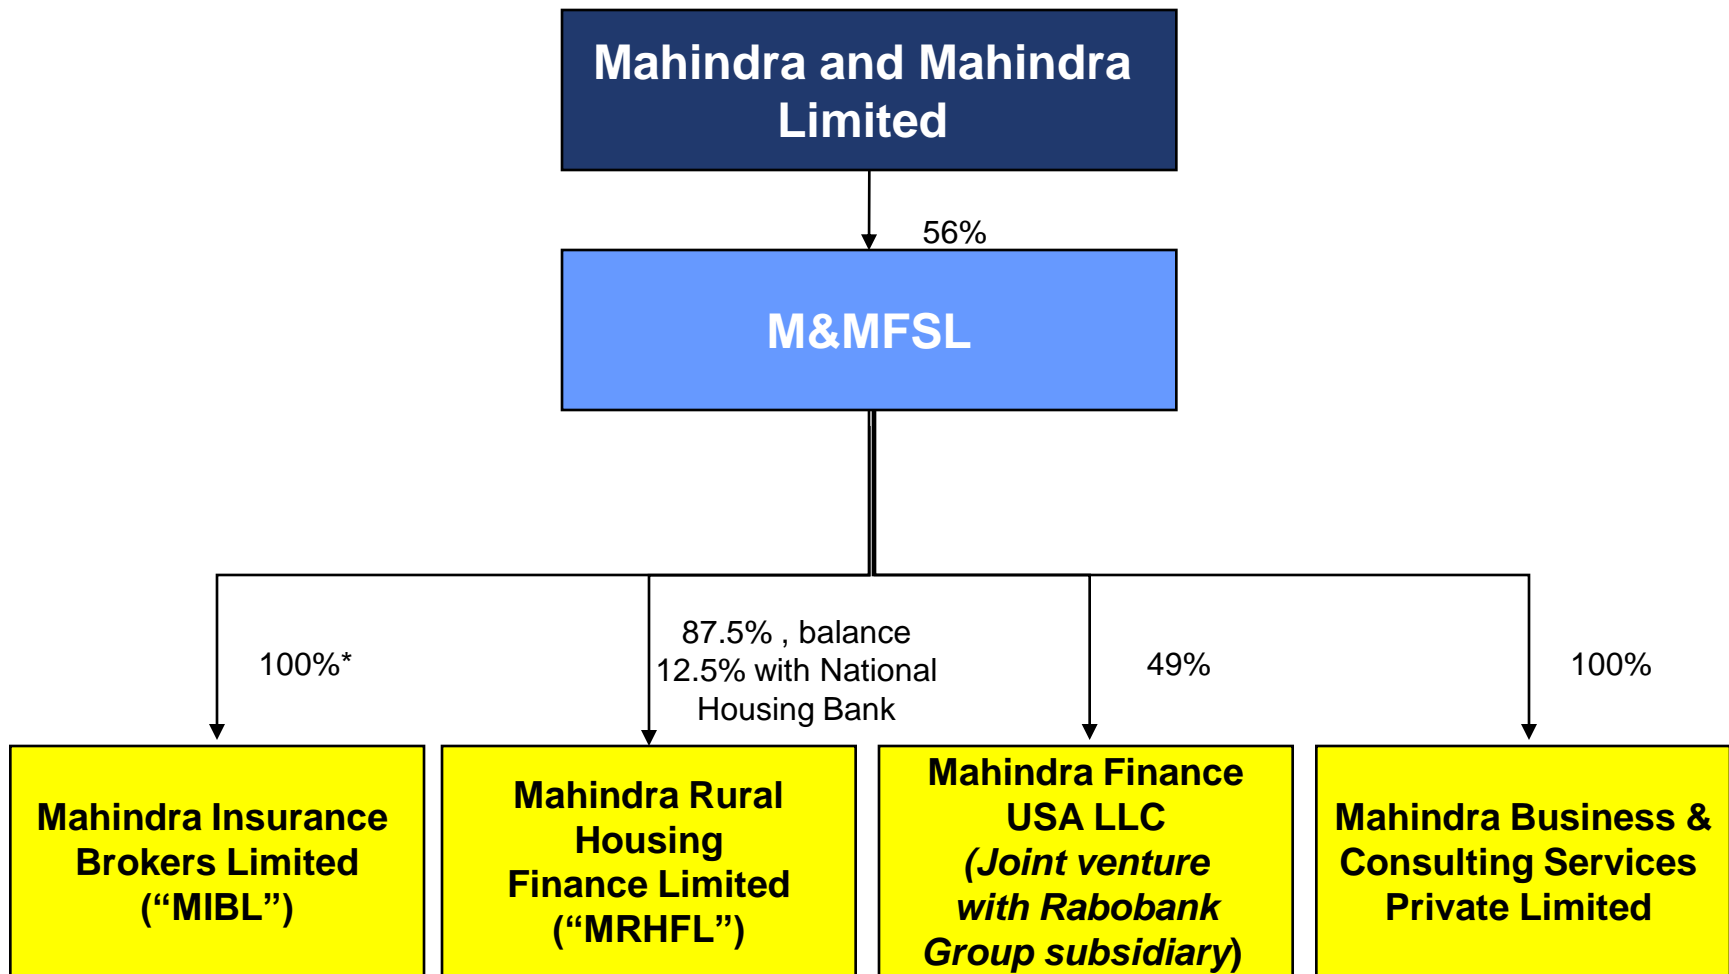 Mahindra and Mahindra
Limited
56%
M&MFSL
100%*
87.5% , balance
12.5% with National
Housing Bank
49%
100%
Mahindra Insurance
Brokers Limited
(“MIBL”)
Mahindra Rural
Housing
Finance Limited
(“MRHFL”)
Mahindra Finance
USA LLC
(Joint venture
with Rabobank
Group subsidiary)
Mahindra Business &
Consulting Services
Private Limited